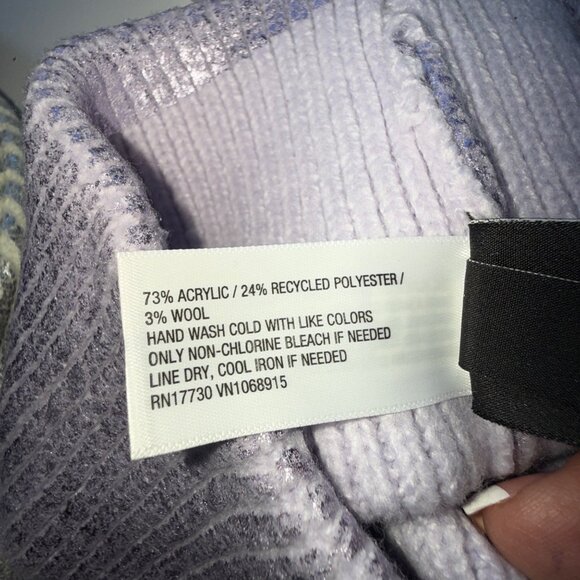 73% ACRYLIC / 24% RECYCLED POLYESTER /
3% WOOL
HAND WASH COLD WITH LIKE COLORS
ONLY NON-CHLORINE BLEACH IF NEEDED
LINE DRY, COOL IRON IF NEEDED
RN17730 VN1068915